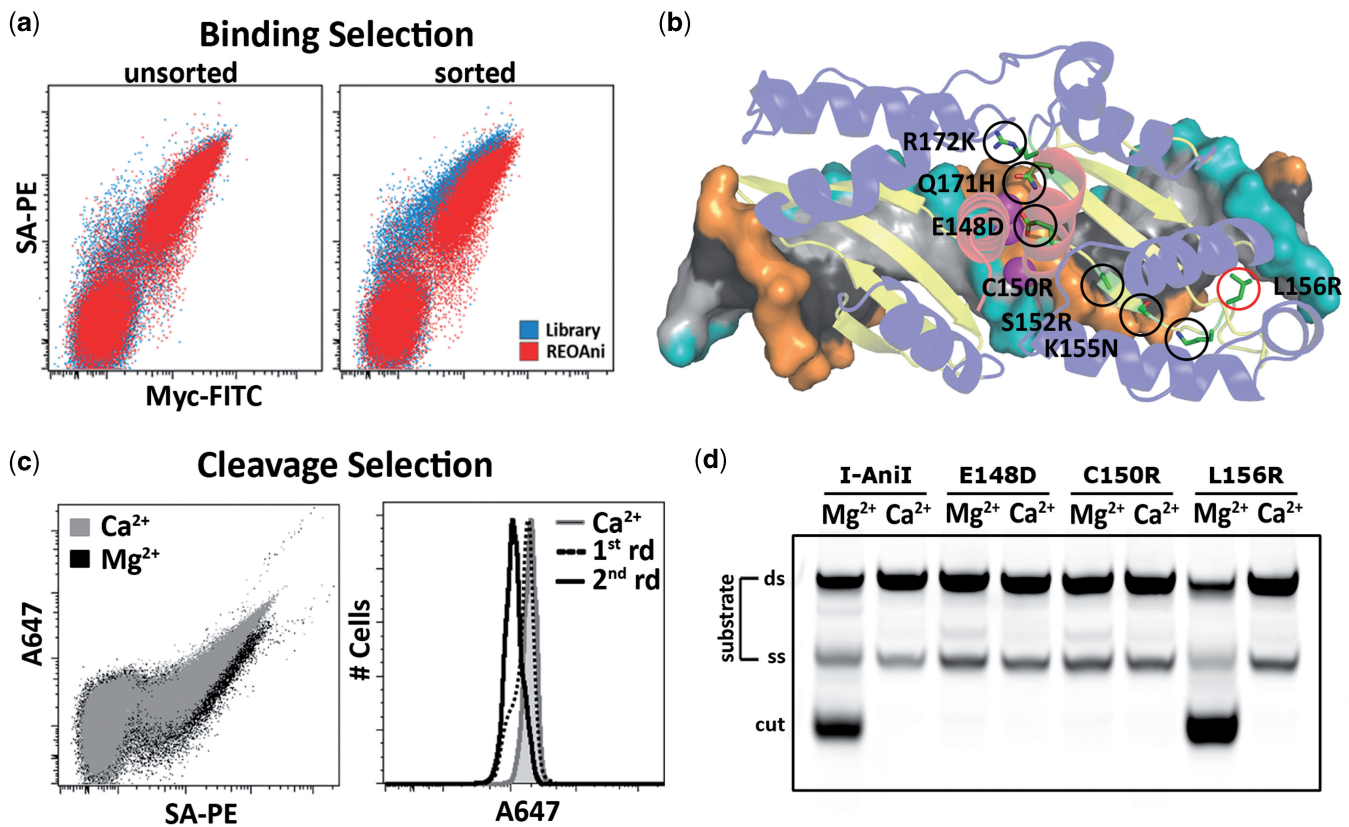 (a)
Binding Selection
unsorted
sorted
SA-PE
Library
REOAni
Myc-FITC
(b)
R172K
Q171H
E148D
C150R
S152R
K155N
L156R
(c)
Cleavage Selection
Ca²⁺
Mg²⁺
A647
SA-PE
# Cells
Ca²⁺
1ˢᵗ rd
2ⁿᵈ rd
A647
(d)
I-AniI E148D C150R L156R
Mg²⁺ Ca²⁺ Mg²⁺ Ca²⁺ Mg²⁺ Ca²⁺ Mg²⁺ Ca²⁺
substrate
ds
ss
cut